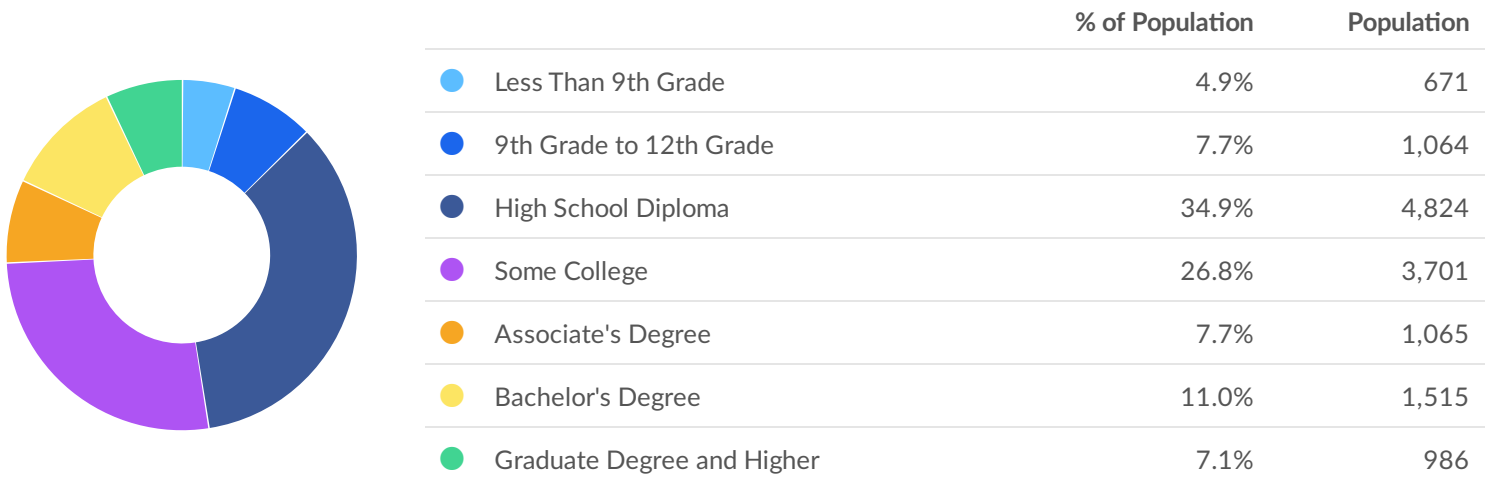 % of Population Population
Less Than 9th Grade 4.9% 671
9th Grade to 12th Grade 7.7% 1,064
High School Diploma 34.9% 4,824
Some College 26.8% 3,701
Associate's Degree 7.7% 1,065
Bachelor's Degree 11.0% 1,515
Graduate Degree and Higher 7.1% 986